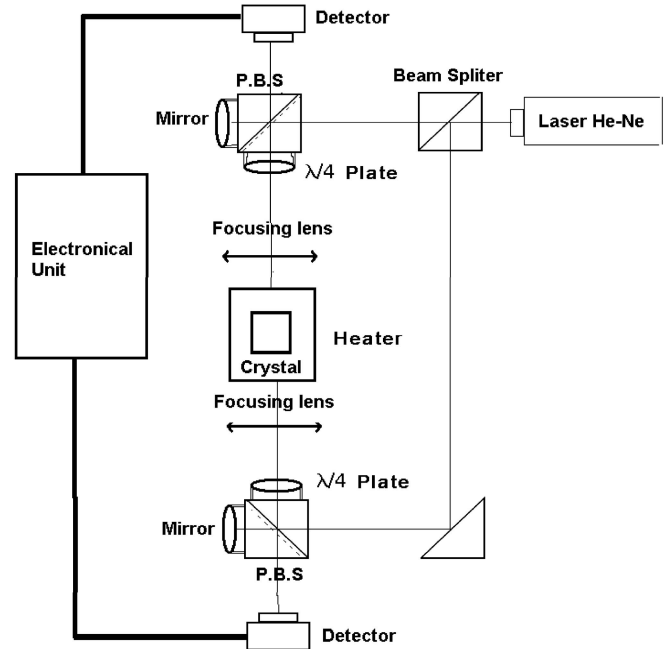 Detector
P.B.S
Beam Spliter
Mirror
Laser He-Ne
λ/4 Plate
Electronical
Unit
Focusing lens
Heater
Crystal
Focusing lens
λ/4 Plate
Mirror
P.B.S
Detector